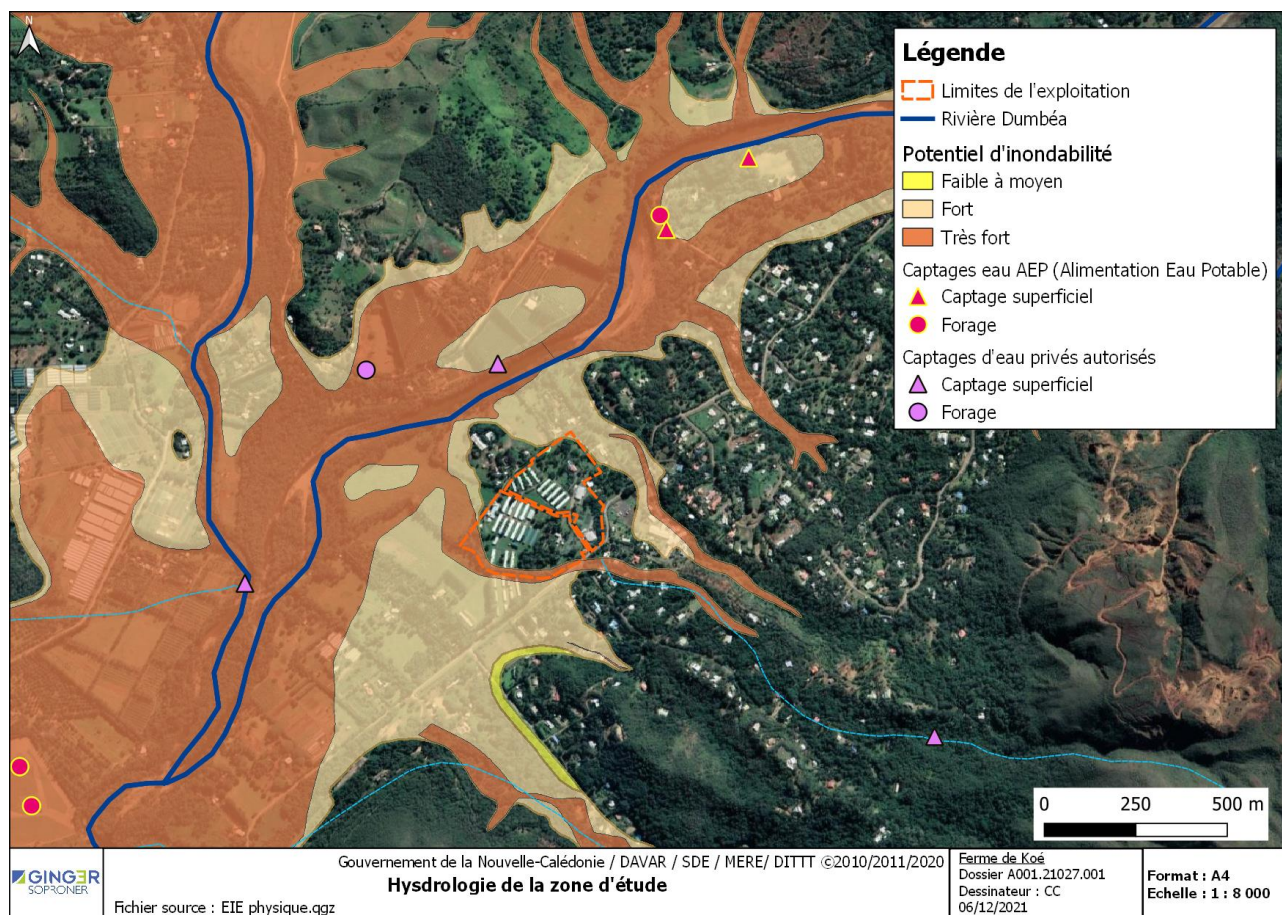 N
Légende
Limites de l'exploitation
Rivière Dumbéa
Potentiel d'inondabilité
Faible à moyen
Fort
Très fort
Captages eau AEP (Alimentation Eau Potable)
Captage superficiel
Forage
Captages d'eau privés autorisés
Captage superficiel
Forage
0 250 500 m
GINGER
SOPRONER
Gouvernement de la Nouvelle-Calédonie / DAVAR / SDE / MERE/ DITTT ©2010/2011/2020
Hysdrologie de la zone d'étude
Fichier source : EIE physique.qgz
Ferme de Koé
Dossier A001.21027.001
Dessinateur : CC
06/12/2021
Format : A4
Echelle : 1 : 8 000